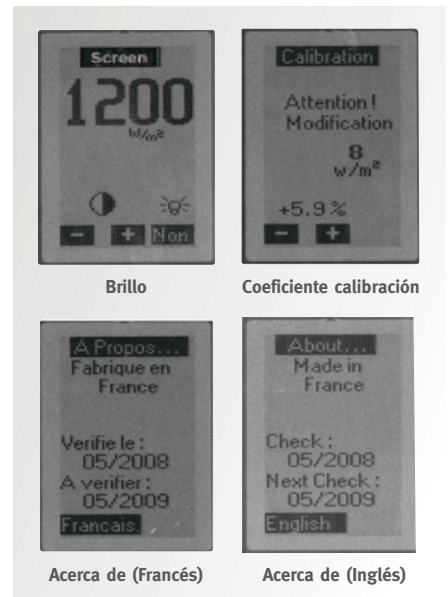 Screen
1200
W/m²
- + Non
Brillo
Calibration
Attention !
Modification
8
w/m²
+5.9%
- +
Coeficiente calibración
A Propos...
Fabrique en
France
Verifie le :
05/2008
A verifier :
05/2009
Francais
Acerca de (Francés)
About...
Made in
France
Check :
05/2008
Next Check :
05/2009
English
Acerca de (Inglés)